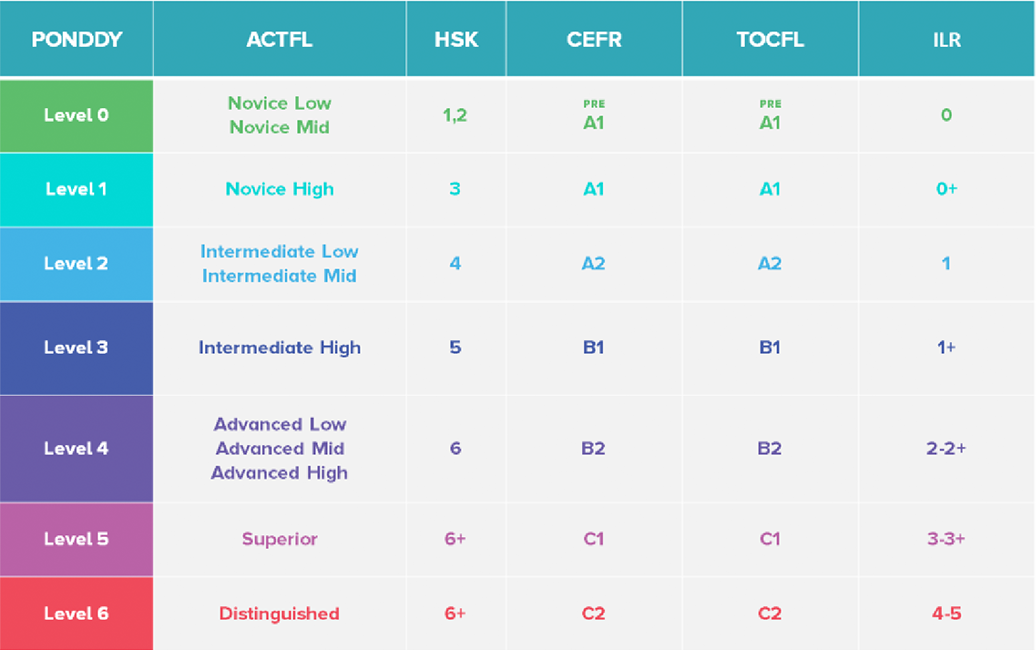 PONDDY ACTFL HSK CEFR TOCFL ILR
Level 0 Novice Low Novice Mid 1,2 PRE A1 PRE A1 0
Level 1 Novice High 3 A1 A1 0+
Level 2 Intermediate Low Intermediate Mid 4 A2 A2 1
Level 3 Intermediate High 5 B1 B1 1+
Level 4 Advanced Low Advanced Mid Advanced High 6 B2 B2 2-2+
Level 5 Superior 6+ C1 C1 3-3+
Level 6 Distinguished 6+ C2 C2 4-5